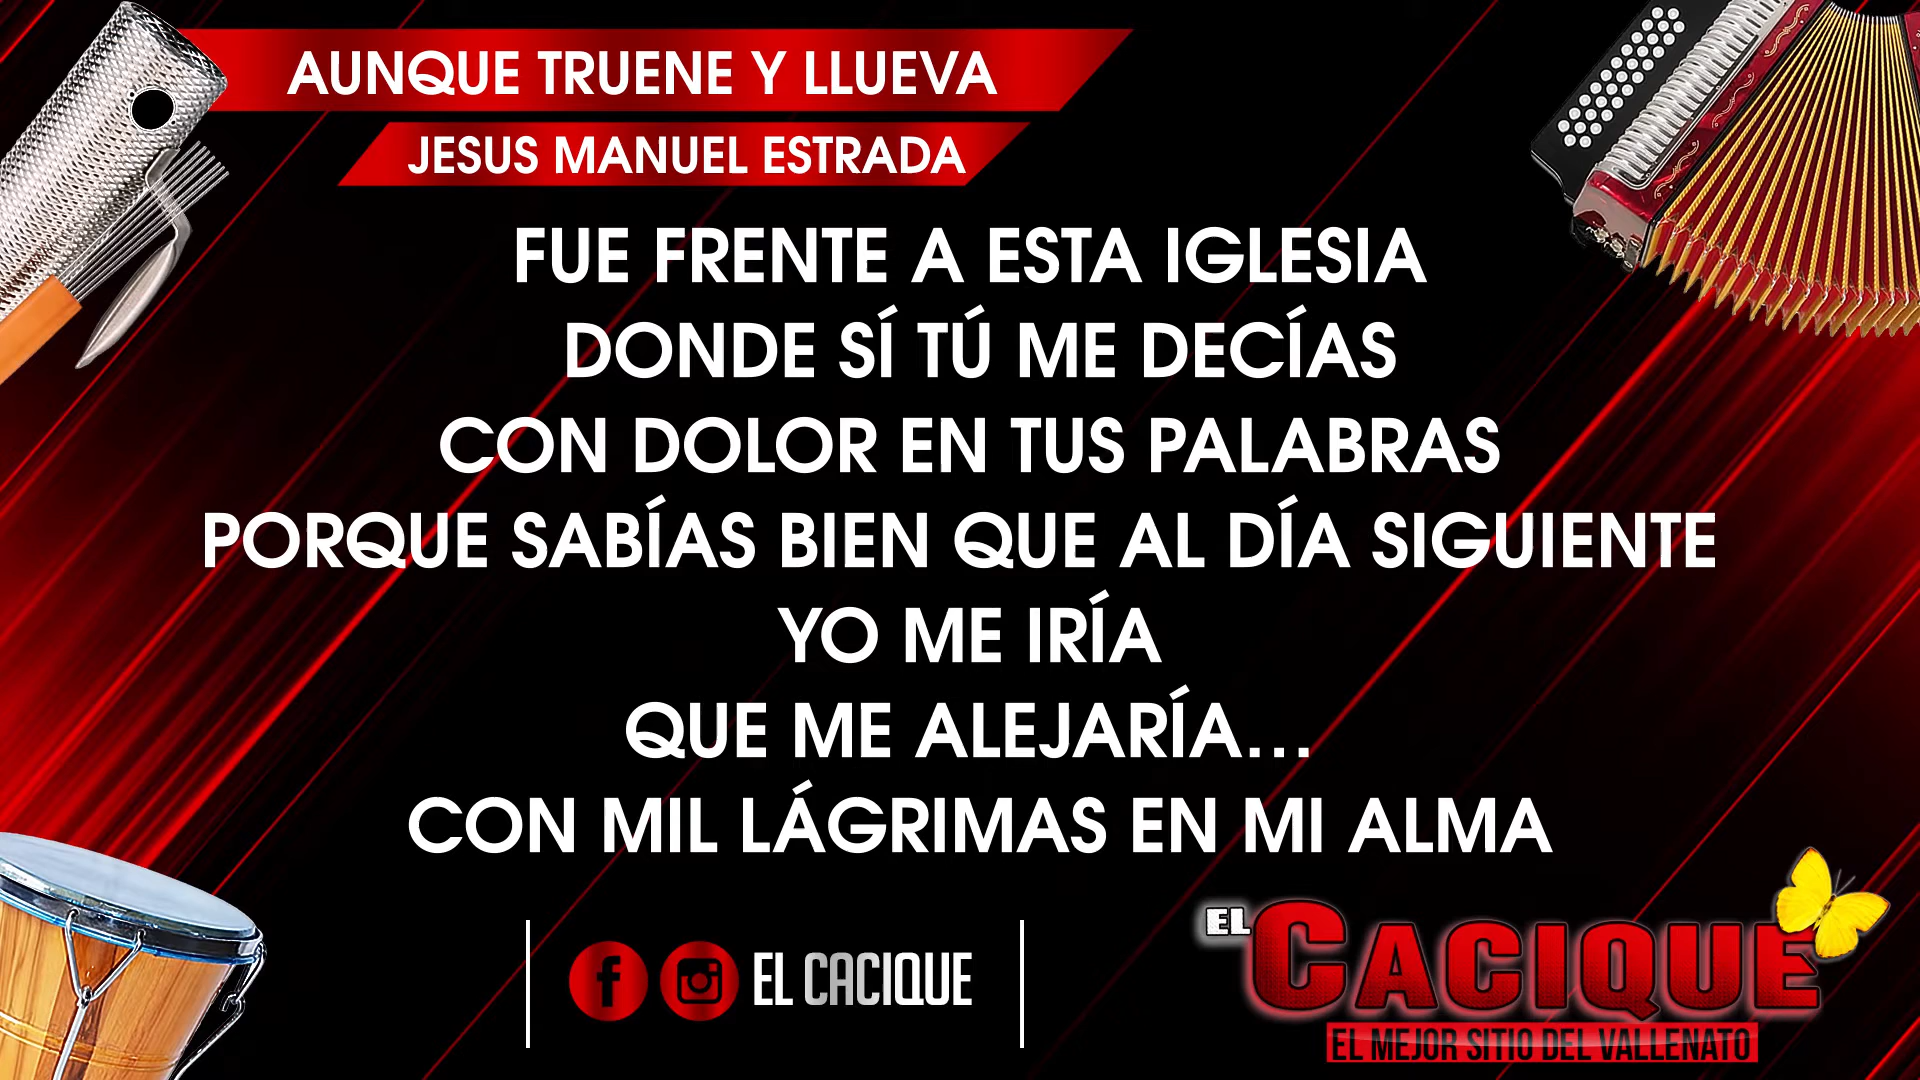 AUNQUE TRUENE Y LLUEVA
JESUS MANUEL ESTRADA
FUE FRENTE A ESTA IGLESIA
DONDE SÍ TÚ ME DECÍAS
CON DOLOR EN TUS PALABRAS
PORQUE SABÍAS BIEN QUE AL DÍA SIGUIENTE
YO ME IRÍA
QUE ME ALEJARÍA...
CON MIL LÁGRIMAS EN MI ALMA
EL CACIQUE
EL CACIQUE
EL MEJOR SITIO DEL VALLENATO